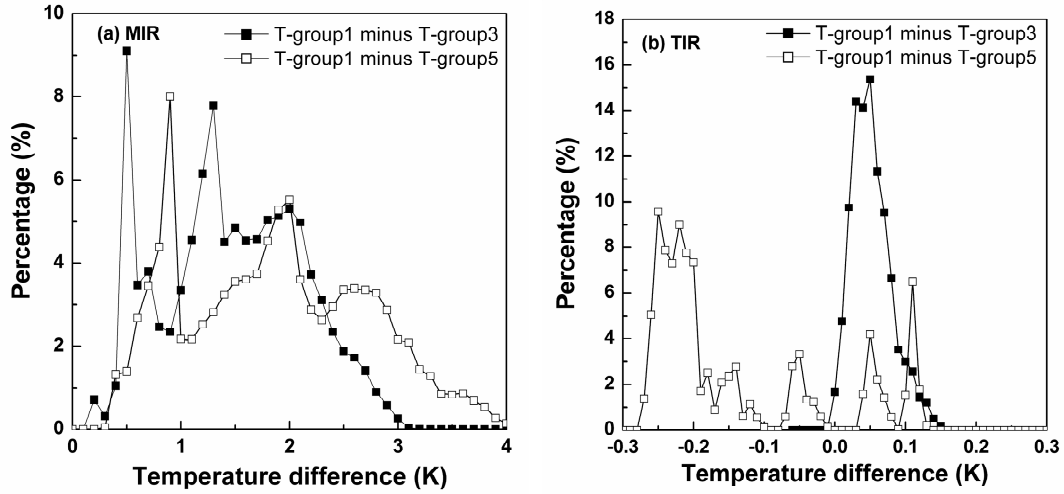 (a) MIR
T-group1 minus T-group3
T-group1 minus T-group5
Percentage (%)
10
8
6
4
2
0
0
1
2
3
4
Temperature difference (K)
(b) TIR
T-group1 minus T-group3
T-group1 minus T-group5
Percentage (%)
18
16
14
12
10
8
6
4
2
0
-0.3
-0.2
-0.1
0.0
0.1
0.2
0.3
Temperature difference (K)